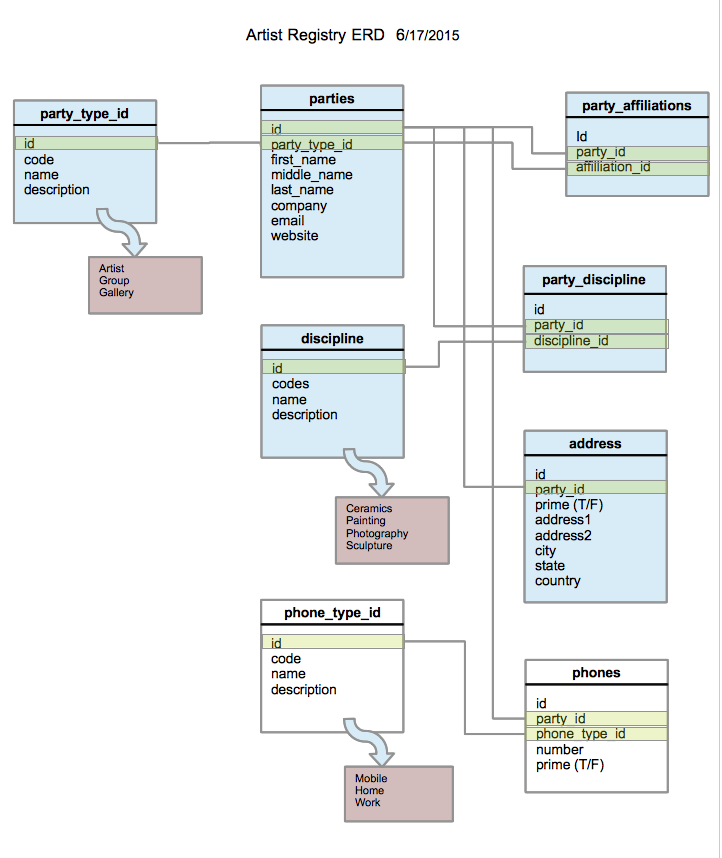 Artist Registry ERD 6/17/2015
party_type_id
id
code
name
description
Artist
Group
Gallery
parties
id
party_type_id
first_name
middle_name
last_name
company
email
website
party_affiliations
Id
party_id
affilliation_id
party_discipline
id
party_id
discipline_id
discipline
id
codes
name
description
Ceramics
Painting
Photography
Sculpture
address
id
party_id
prime (T/F)
address1
address2
city
state
country
phone_type_id
id
code
name
description
Mobile
Home
Work
phones
id
party_id
phone_type_id
number
prime (T/F)